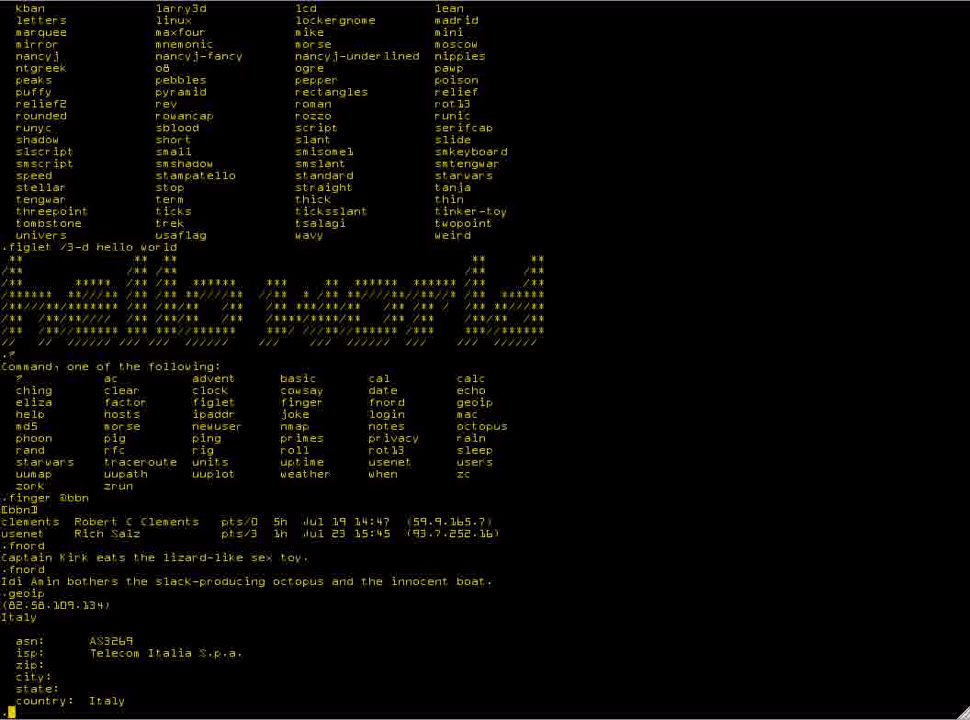 kban larry3d lcd lean
letters linux lockergnome madrid
marquee maxfour mike mini
mirror mnemonic morse moscow
nancyj nancyj-fancy nancyj-underlined nipples
ntgreek o8 ogre pawp
peaks pebbles pepper poison
puffy pyramid rectangles relief
relief2 rev roman rot13
rounded rowancap rozzo runic
runyc sblood script serifcap
shadow short slant slide
slscript small smisome1 smkeyboard
smscript smshadow smslant smtengwar
speed stampatello standard starwars
stellar stop straight tanja
tengwar term thick thin
threepoint ticks ticksslant tinker-toy
tombstone trek tsalagi twopoint
univers usaflag wavy weird
.figlet /3-d hello world
hello world
.?
Command, one of the following:
? ac advent basic cal calc
ching clear clock cowsay date echo
eliza factor figlet finger fnord geoip
help hosts ipaddr joke login mac
md5 morse newuser nmap notes octopus
phoon pig ping primes privacy rain
rand rfc rig roll rot13 sleep
starwars traceroute units uptime usenet users
uumap uupath uuplot weather when zc
zork zrun
.finger @bbn
[bbn]
clements Robert C Clements pts/0 5h Jul 19 14:47 (59.9.165.7)
usenet Rich Salz pts/3 1h Jul 23 15:45 (93.7.252.16)
.fnord
Captain Kirk eats the lizard-like sex toy.
.fnord
Idi Amin bothers the slack-producing octopus and the innocent boat.
.geoip
(82.58.109.134)
Italy
asn: AS3269
isp: Telecom Italia S.p.a.
zip:
city:
state:
country: Italy
.